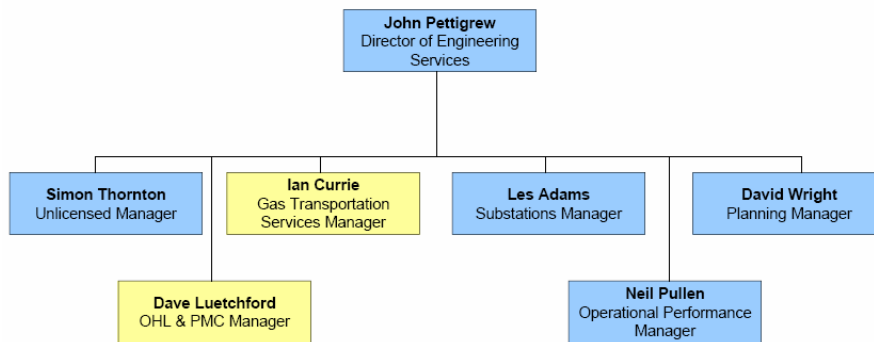 John Pettigrew
Director of Engineering
Services
Simon Thornton
Unlicensed Manager
Ian Currie
Gas Transportation
Services Manager
Les Adams
Substations Manager
David Wright
Planning Manager
Dave Luetchford
OHL & PMC Manager
Neil Pullen
Operational Performance
Manager